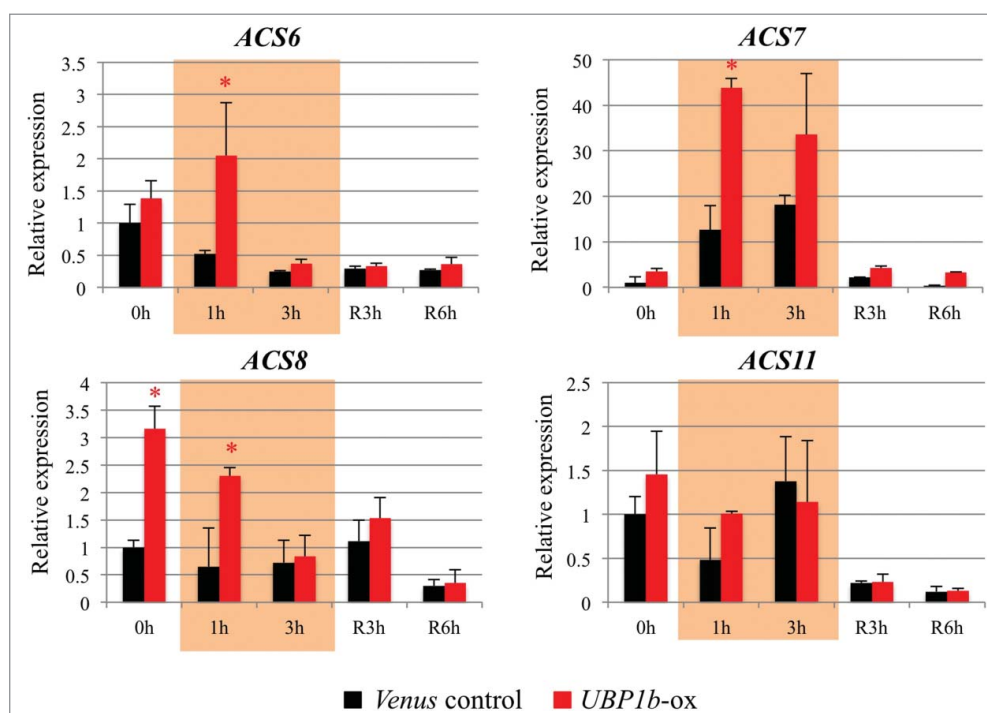 ACS6
Relative expression
3.5
3
2.5
2
1.5
1
0.5
0
*
0h 1h 3h R3h R6h
ACS7
Relative expression
50
40
30
20
10
0
*
0h 1h 3h R3h R6h
ACS8
Relative expression
4
3.5
3
2.5
2
1.5
1
0.5
0
*
*
0h 1h 3h R3h R6h
ACS11
Relative expression
2.5
2
1.5
1
0.5
0
0h 1h 3h R3h R6h
Venus control UBP1b-ox